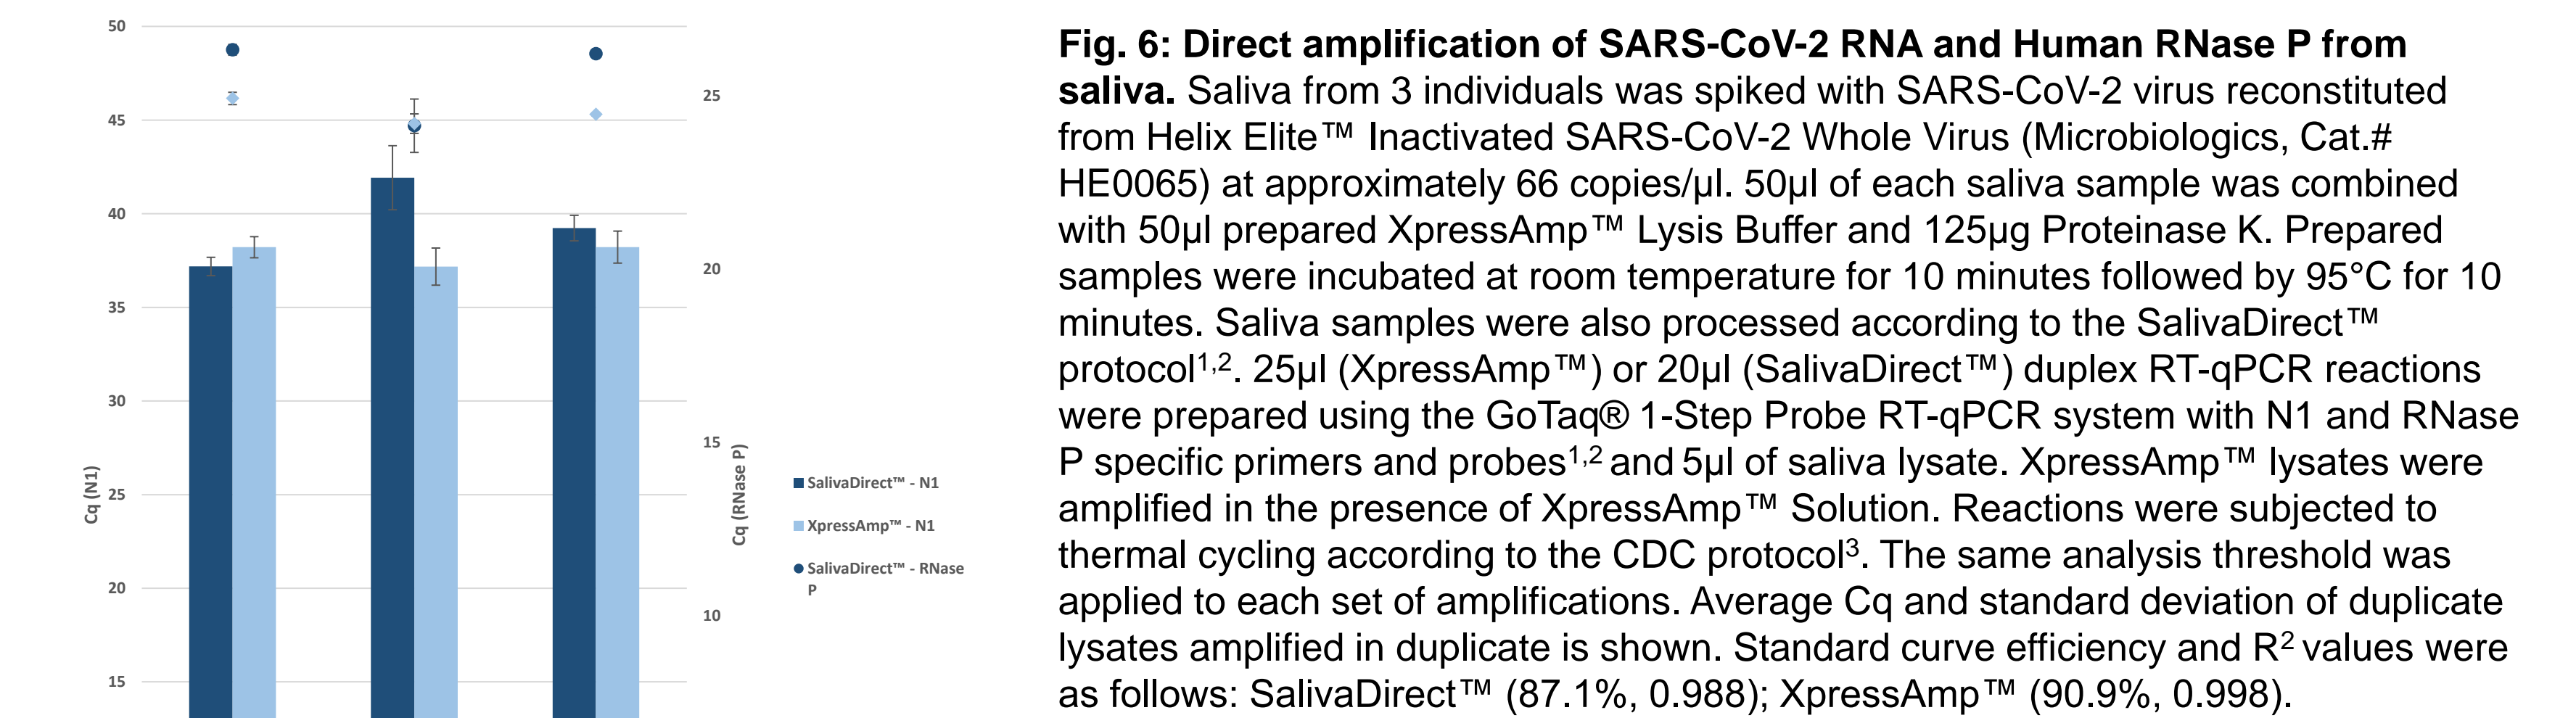 50
45
40
35
30
25
20
15
Cq (N1)
25
20
15
10
Cq (RNase P)
SalivaDirect™ - N1
XpressAmp™ - N1
SalivaDirect™ - RNase
P
Fig. 6: Direct amplification of SARS-CoV-2 RNA and Human RNase P from
saliva. Saliva from 3 individuals was spiked with SARS-CoV-2 virus reconstituted
from Helix Elite™ Inactivated SARS-CoV-2 Whole Virus (Microbiologics, Cat.#
HE0065) at approximately 66 copies/µl. 50µl of each saliva sample was combined
with 50µl prepared XpressAmp™ Lysis Buffer and 125µg Proteinase K. Prepared
samples were incubated at room temperature for 10 minutes followed by 95°C for 10
minutes. Saliva samples were also processed according to the SalivaDirect™
protocol¹,². 25µl (XpressAmp™) or 20µl (SalivaDirect™) duplex RT-qPCR reactions
were prepared using the GoTaq® 1-Step Probe RT-qPCR system with N1 and RNase
P specific primers and probes¹,² and 5µl of saliva lysate. XpressAmp™ lysates were
amplified in the presence of XpressAmp™ Solution. Reactions were subjected to
thermal cycling according to the CDC protocol³. The same analysis threshold was
applied to each set of amplifications. Average Cq and standard deviation of duplicate
lysates amplified in duplicate is shown. Standard curve efficiency and R² values were
as follows: SalivaDirect™ (87.1%, 0.988); XpressAmp™ (90.9%, 0.998).